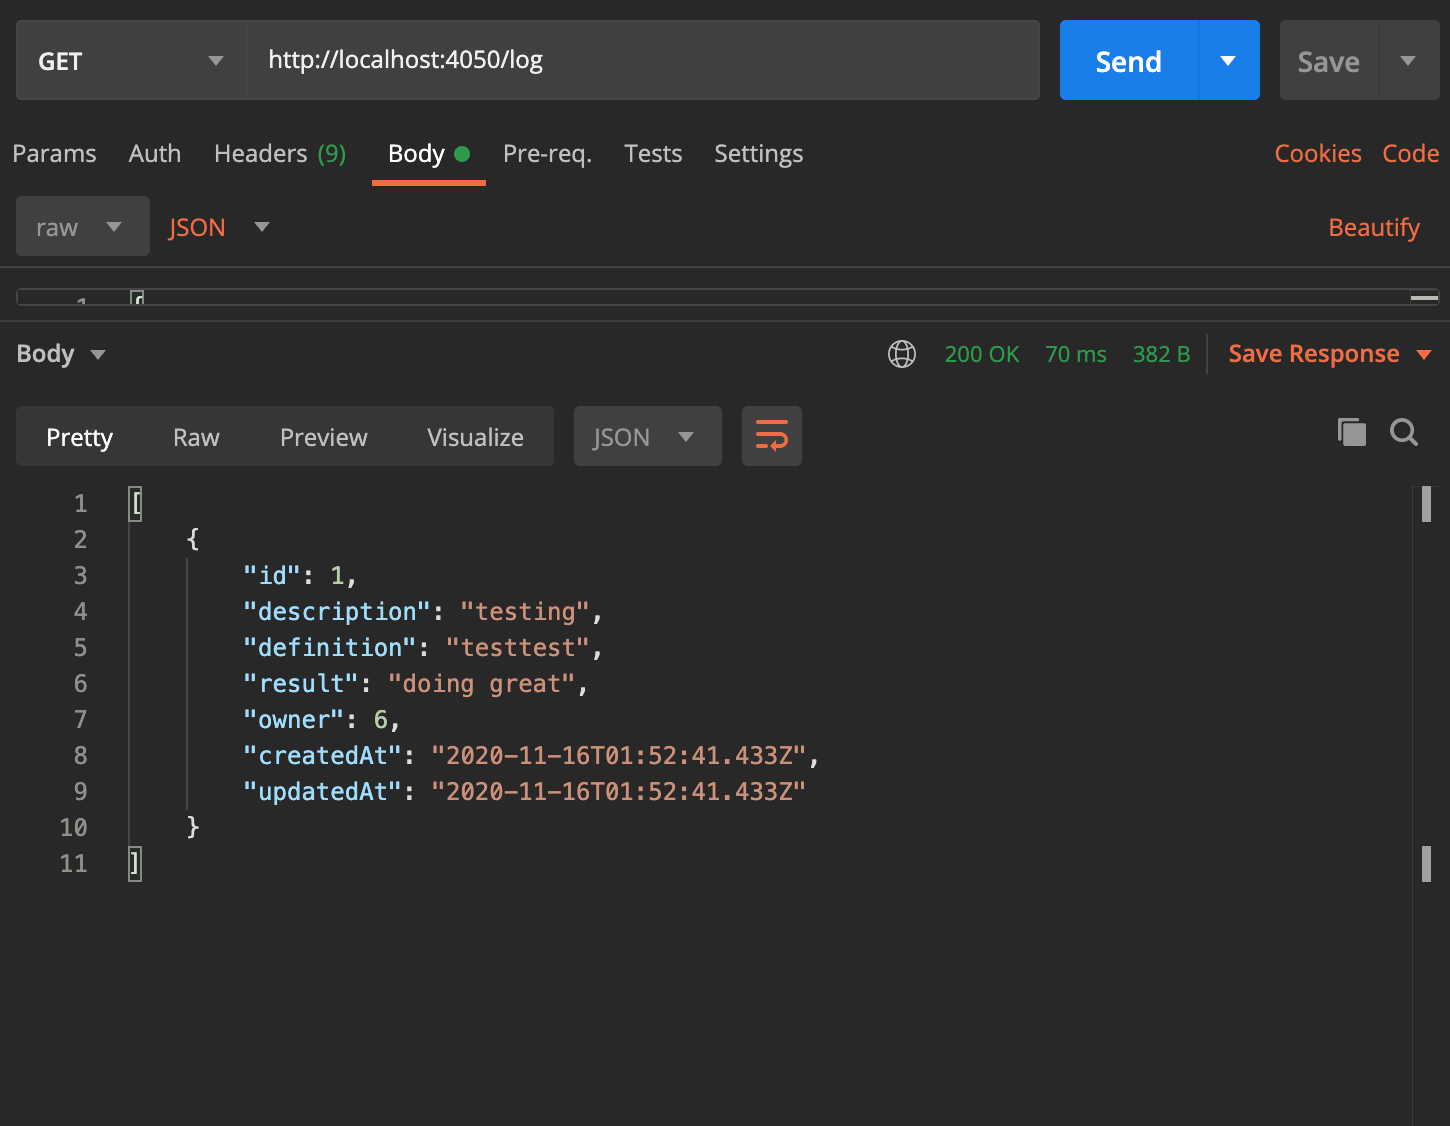 GET http://localhost:4050/log Send Save
Params Auth Headers (9) Body Pre-req. Tests Settings Cookies Code
raw JSON Beautify
1 {
Body 200 OK 70 ms 382 B Save Response
Pretty Raw Preview Visualize JSON
1 [
2 {
3 "id": 1,
4 "description": "testing",
5 "definition": "testtest",
6 "result": "doing great",
7 "owner": 6,
8 "createdAt": "2020-11-16T01:52:41.433Z",
9 "updatedAt": "2020-11-16T01:52:41.433Z"
10 }
11 ]